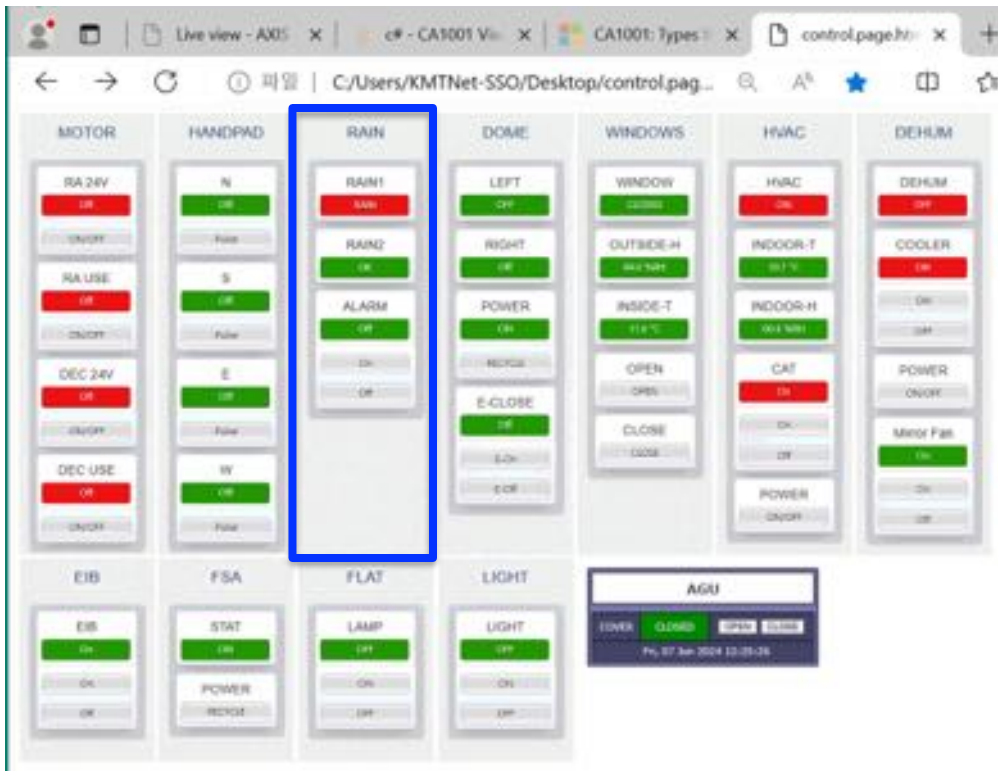 Live view - AXIS
c# - CA1001 Vi
CA1001: Types
control.page.h
파일
C:/Users/KMTNet-SSO/Desktop/control.pag...
MOTOR
RA 24V
Off
ON/OFF
RA USE
Off
ON/OFF
DEC 24V
Off
ON/OFF
DEC USE
Off
ON/OFF
HANDPAD
N
Off
Pulse
S
Off
Pulse
E
Off
Pulse
W
Off
Pulse
RAIN
RAIN1
RAIN
RAIN2
OK
ALARM
Off
On
Off
DOME
LEFT
OFF
RIGHT
Off
POWER
ON
RECYCLE
E-CLOSE
Off
E-On
E-Off
WINDOWS
WINDOW
CLOSED
OUTSIDE-H
INSIDE-T
OPEN
OPEN
CLOSE
CLOSE
HVAC
HVAC
ON
INDOOR-T
INDOOR-H
CAT
On
On
Off
POWER
ON/OFF
DEHUM
DEHUM
OFF
COOLER
ON
ON
OFF
POWER
ON/OFF
Mirror Fan
On
On
Off
EIB
EIB
On
On
Off
FSA
STAT
ON
POWER
RECYCLE
FLAT
LAMP
OFF
ON
OFF
LIGHT
LIGHT
OFF
ON
OFF
AGU
COVER CLOSED OPEN CLOSE
Fri, 07 Jun 2024